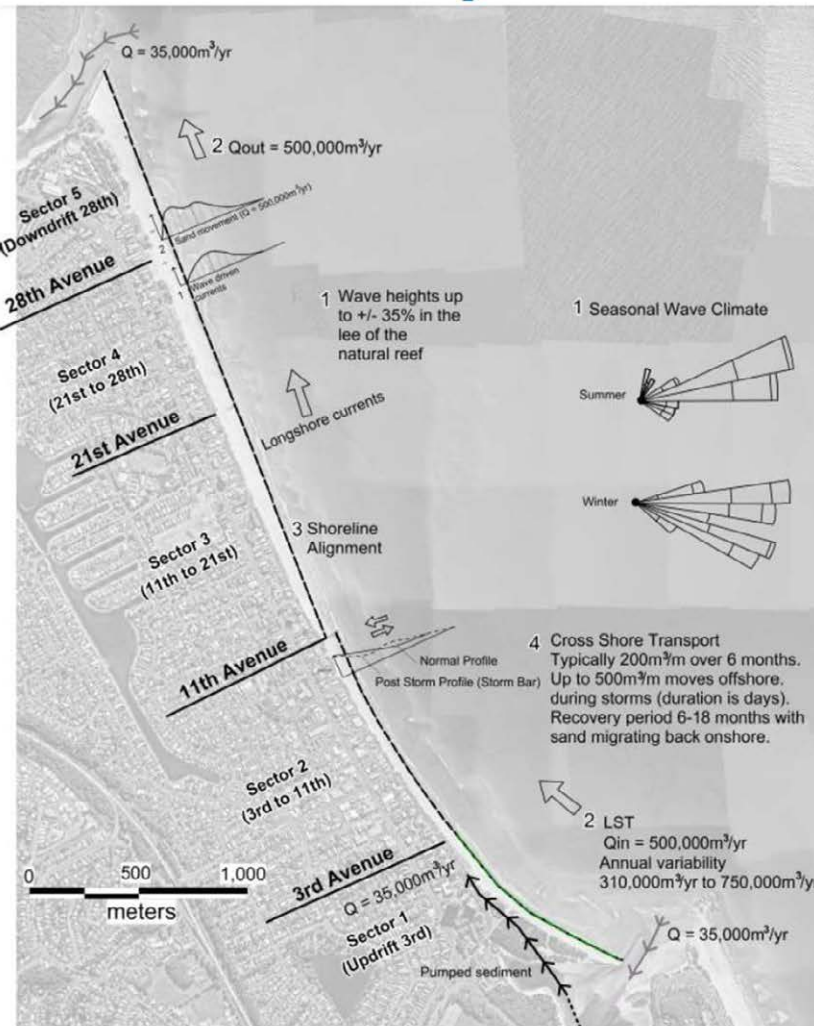 Q = 35,000m³/yr
2 Qout = 500,000m³/yr
Sector 5
(Downdrift 28th)
Sand movement (Q = 500,000m³/yr)
2
28th Avenue
Wave driven
currents
1
1 Wave heights up
to +/- 35% in the
lee of the
natural reef
1 Seasonal Wave Climate
Sector 4
(21st to 28th)
Summer
Longshore currents
21st Avenue
Winter
3 Shoreline
Alignment
Sector 3
(11th to 21st)
4 Cross Shore Transport
Typically 200m³/m over 6 months.
Up to 500m³/m moves offshore.
during storms (duration is days).
Recovery period 6-18 months with
sand migrating back onshore.
Normal Profile
Post Storm Profile (Storm Bar)
11th Avenue
Sector 2
(3rd to 11th)
2 LST
Qin = 500,000m³/yr
Annual variability
310,000m³/yr to 750,000m³/y
0 500 1,000
meters
3rd Avenue
Q = 35,000m³/yr
Sector 1
(Updrift 3rd)
Q = 35,000m³/yr
Pumped sediment